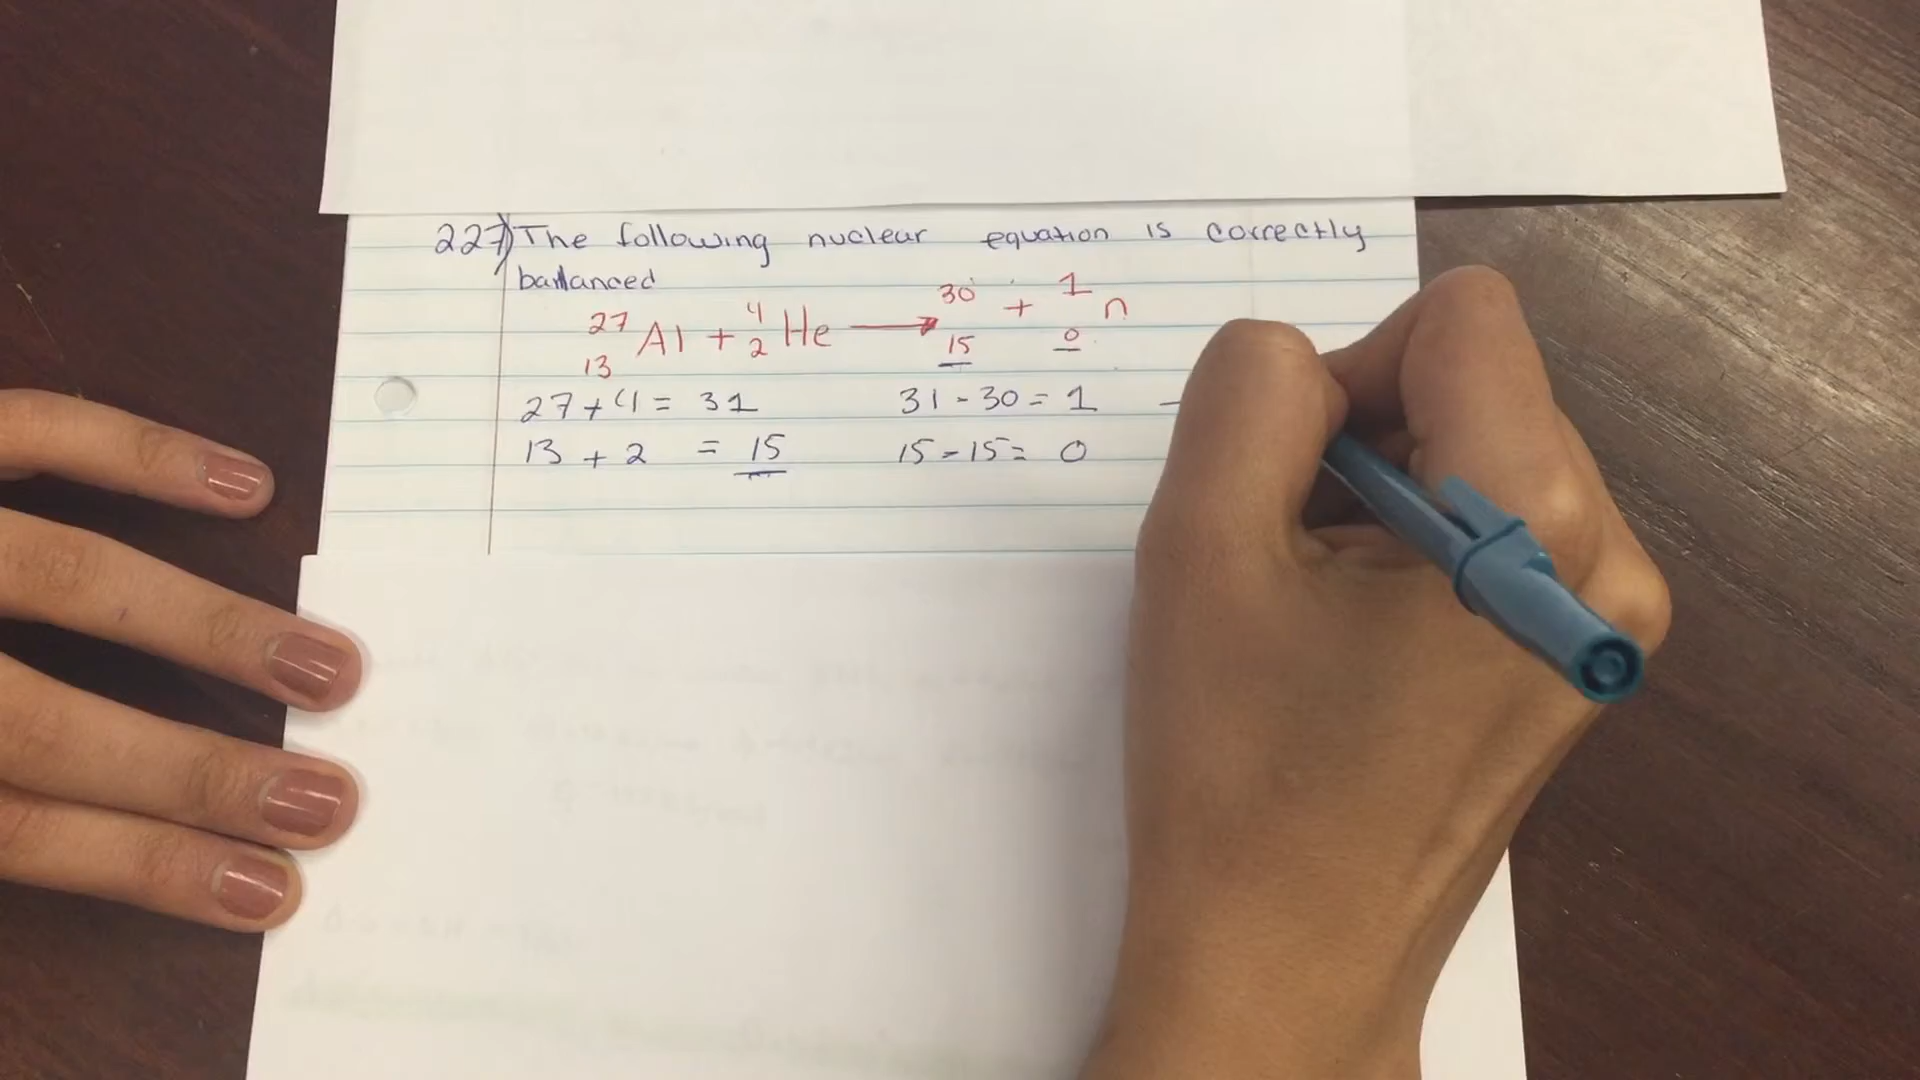 227) The following nuclear equation is correctly
ballanced
27 13 Al + 4 2 He → 30 15 + 1 0 n
27 + 4 = 31 31 - 30 = 1 -
13 + 2 = 15 15 - 15 = 0